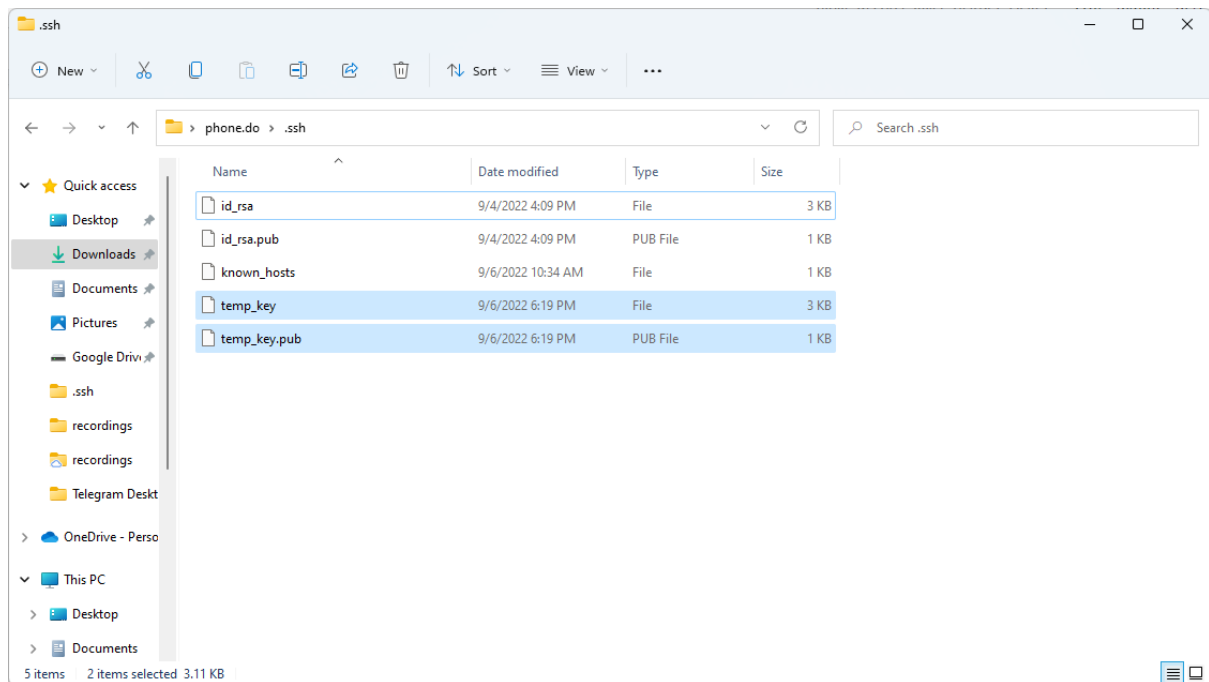 .ssh
New
Sort
View
phone.do > .ssh
Search .ssh
Name Date modified Type Size
Quick access
Desktop
Downloads
Documents
Pictures
Google Driv
.ssh
recordings
recordings
Telegram Deskt
OneDrive - Perso
This PC
Desktop
Documents
id_rsa 9/4/2022 4:09 PM File 3 KB
id_rsa.pub 9/4/2022 4:09 PM PUB File 1 KB
known_hosts 9/6/2022 10:34 AM File 1 KB
temp_key 9/6/2022 6:19 PM File 3 KB
temp_key.pub 9/6/2022 6:19 PM PUB File 1 KB
5 items 2 items selected 3.11 KB